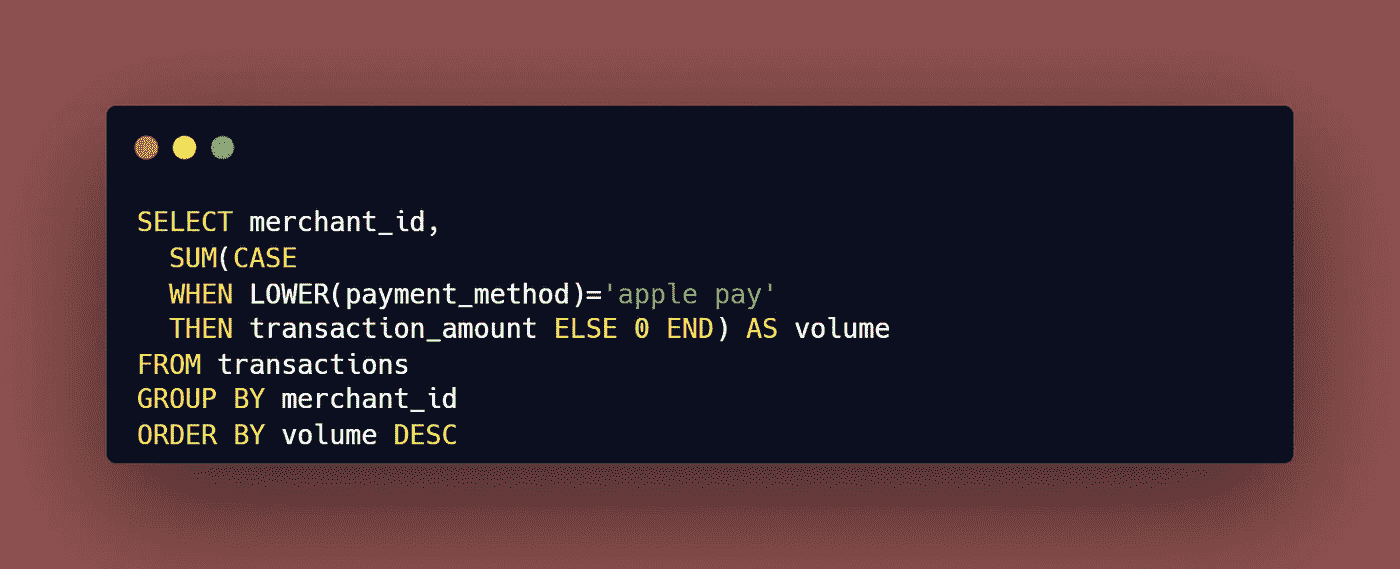 SELECT merchant_id,
  SUM(CASE
  WHEN LOWER(payment_method)='apple pay'
  THEN transaction_amount ELSE 0 END) AS volume
FROM transactions
GROUP BY merchant_id
ORDER BY volume DESC